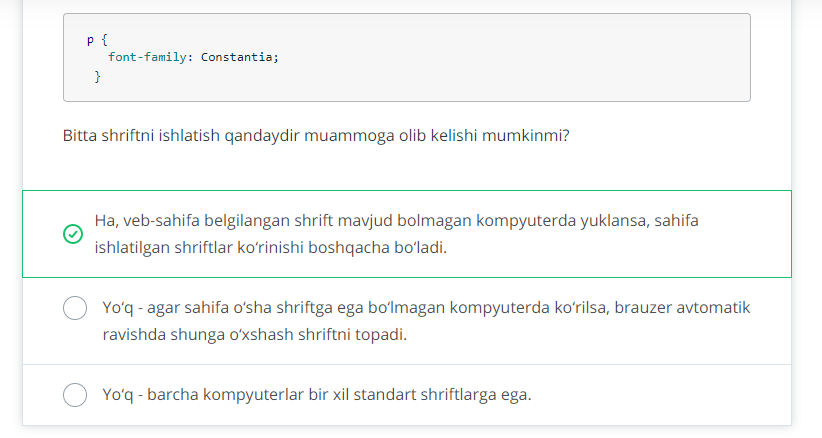 p {
font-family: Constantia;
}
Bitta shriftni ishlatish qandaydir muammoga olib kelishi mumkinmi?
Ha, veb-sahifa belgilangan shrift mavjud bolmagan kompyuterda yuklansa, sahifa
ishlatilgan shriftlar ko‘rinishi boshqacha bo‘ladi.
Yo‘q - agar sahifa o‘sha shriftga ega bo‘lmagan kompyuterda ko‘rilsa, brauzer avtomatik
ravishda shunga o‘xshash shriftni topadi.
Yo‘q - barcha kompyuterlar bir xil standart shriftlarga ega.